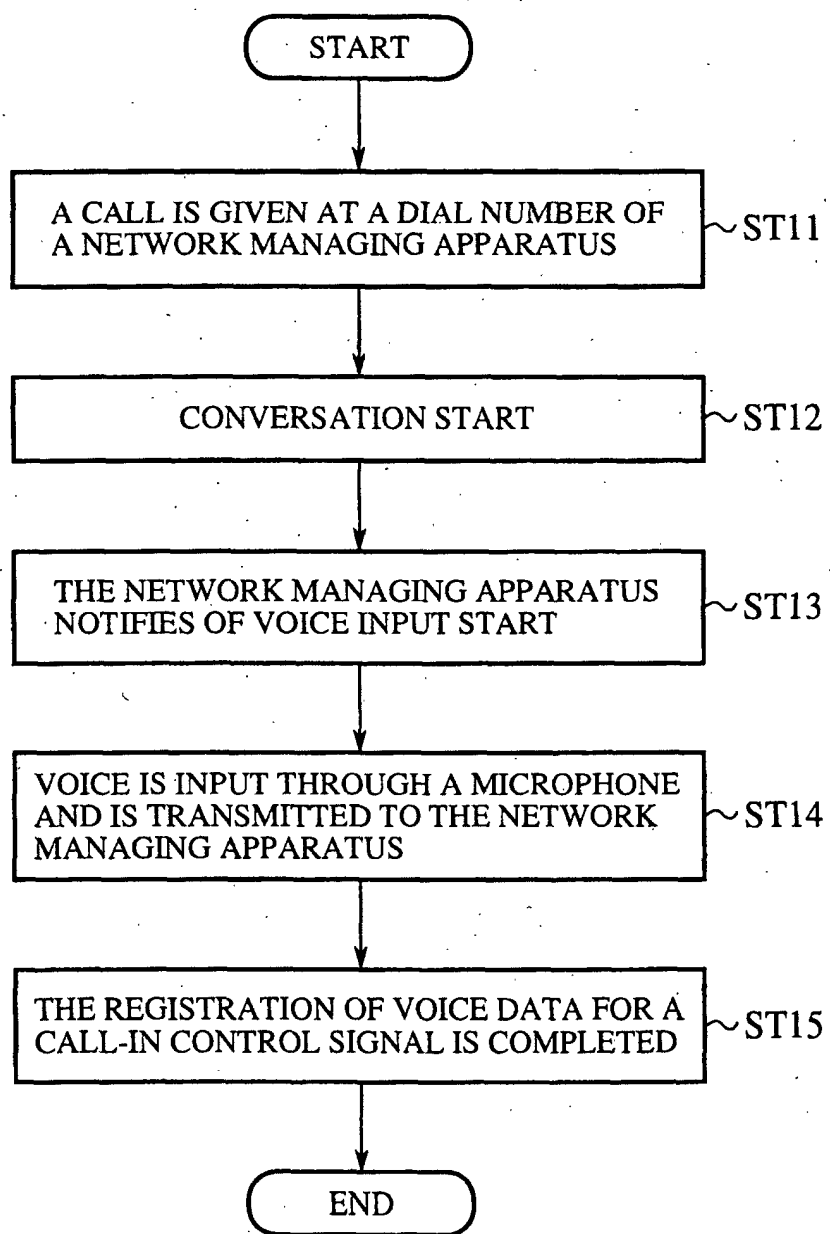 START
A CALL IS GIVEN AT A DIAL NUMBER OF
A NETWORK MANAGING APPARATUS
~ST11
CONVERSATION START
~ST12
THE NETWORK MANAGING APPARATUS
NOTIFIES OF VOICE INPUT START
~ST13
VOICE IS INPUT THROUGH A MICROPHONE
AND IS TRANSMITTED TO THE NETWORK
MANAGING APPARATUS
~ST14
THE REGISTRATION OF VOICE DATA FOR A
CALL-IN CONTROL SIGNAL IS COMPLETED
~ST15
END